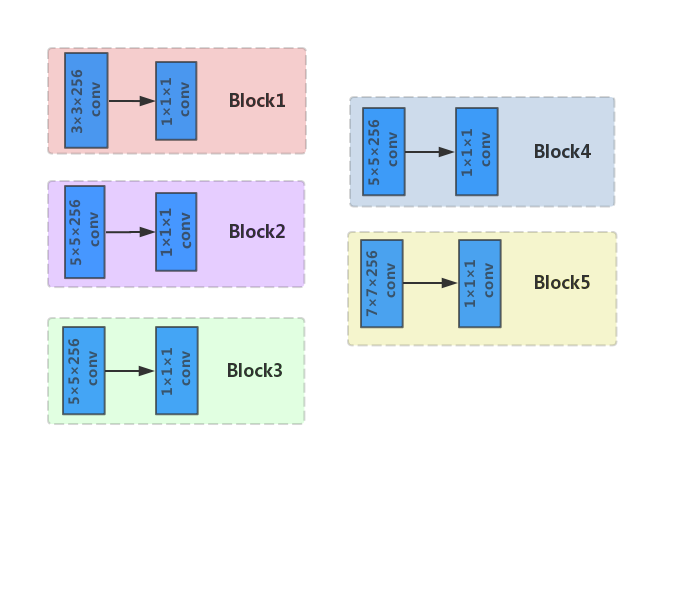 3×3×256
conv
1×1×1
conv
Block1
5×5×256
conv
1×1×1
conv
Block2
5×5×256
conv
1×1×1
conv
Block3
5×5×256
conv
1×1×1
conv
Block4
7×7×256
conv
1×1×1
conv
Block5